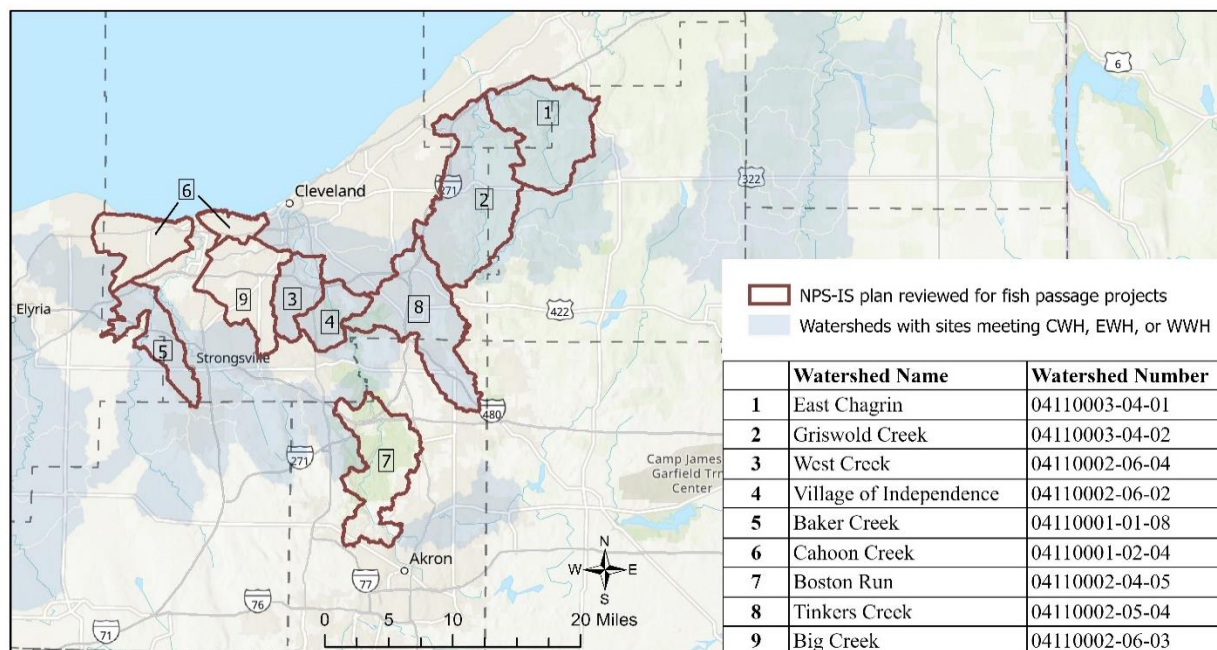 6
1
322
6
Cleveland
271
2
9
3
8
4
422
Elyria
5
Strongsville
480
271
7
Camp James
Garfield Trn
Center
Akron
77
76
71
N
W E
S
0 5 10 20 Miles
NPS-IS plan reviewed for fish passage projects
Watersheds with sites meeting CWH, EWH, or WWH
Watershed Name Watershed Number
1 East Chagrin 04110003-04-01
2 Griswold Creek 04110003-04-02
3 West Creek 04110002-06-04
4 Village of Independence 04110002-06-02
5 Baker Creek 04110001-01-08
6 Cahoon Creek 04110001-02-04
7 Boston Run 04110002-04-05
8 Tinkers Creek 04110002-05-04
9 Big Creek 04110002-06-03